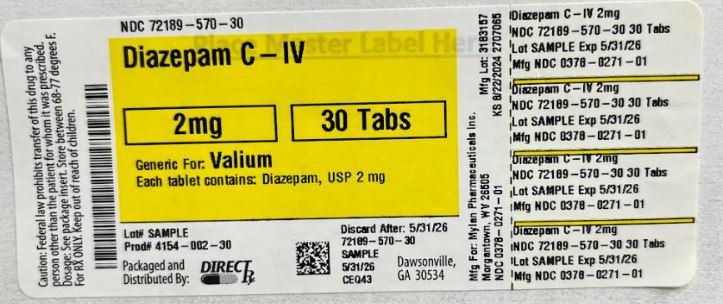 NDC 72189-570-30
Place Master Label Her
Diazepam C-IV
2mg
30 Tabs
Generic For: Valium
Each tablet contains: Diazepam, USP 2 mg
Lot# SAMPLE
Prod# 4154-002-30
Packaged and
Distributed By:
DIRECT Rx
Discard After: 5/31/26
72189-570-30
SAMPLE
5/31/26
CEQ43
Dawsonville,
GA 30534
Caution: Federal law prohibits transfer of this drug to any
person other than the patient for whom it was prescribed.
Dosage: See package insert. Store between 68-77 degrees F.
For RX ONLY. Keep out of reach of children.
Mfg For: Mylan Pharmaceuticals Inc.
Morgantown, WV 26505
NDC 0378-0271-01
Mfg Lot: 3183157
KS 8/22/2024 2707065
Diazepam C-IV 2mg
NDC 72189-570-30 30 Tabs
Lot SAMPLE Exp 5/31/26
Mfg NDC 0378-0271-01
Diazepam C-IV 2mg
NDC 72189-570-30 30 Tabs
Lot SAMPLE Exp 5/31/26
Mfg NDC 0378-0271-01
Diazepam C-IV 2mg
NDC 72189-570-30 30 Tabs
Lot SAMPLE Exp 5/31/26
Mfg NDC 0378-0271-01
Diazepam C-IV 2mg
NDC 72189-570-30 30 Tabs
Lot SAMPLE Exp 5/31/26
Mfg NDC 0378-0271-01